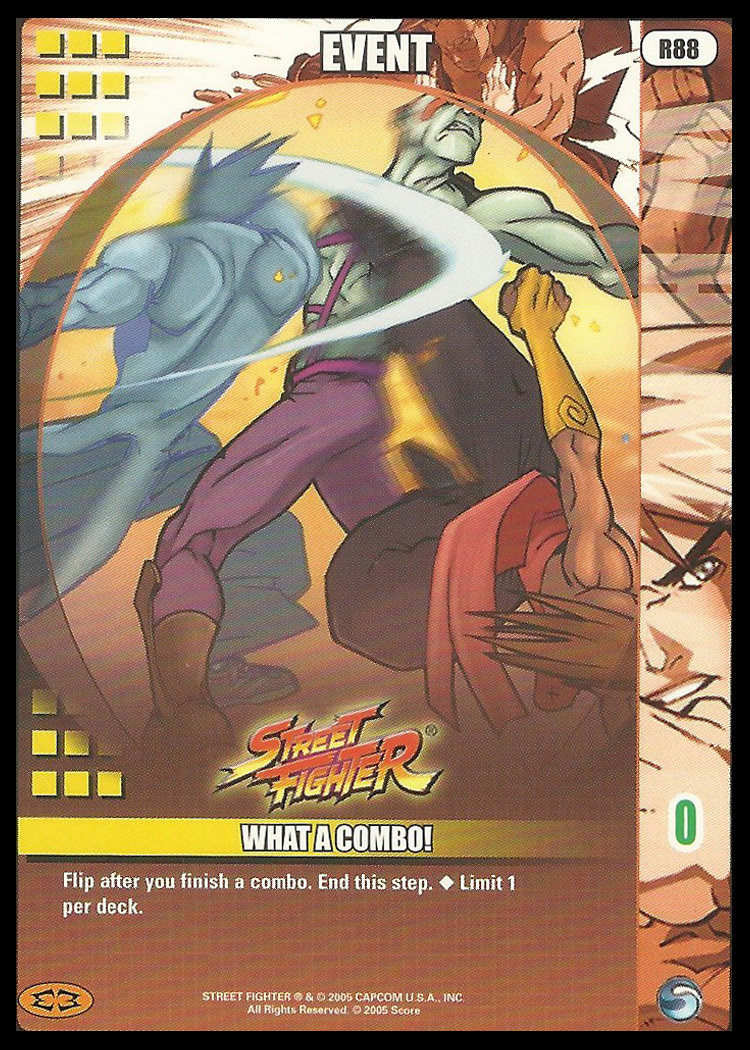 EVENT
R88
STREET
FIGHTER®
WHAT A COMBO!
0
Flip after you finish a combo. End this step. ◆ Limit 1
per deck.
STREET FIGHTER ® & © 2005 CAPCOM U.S.A., INC.
All Rights Reserved. © 2005 Score